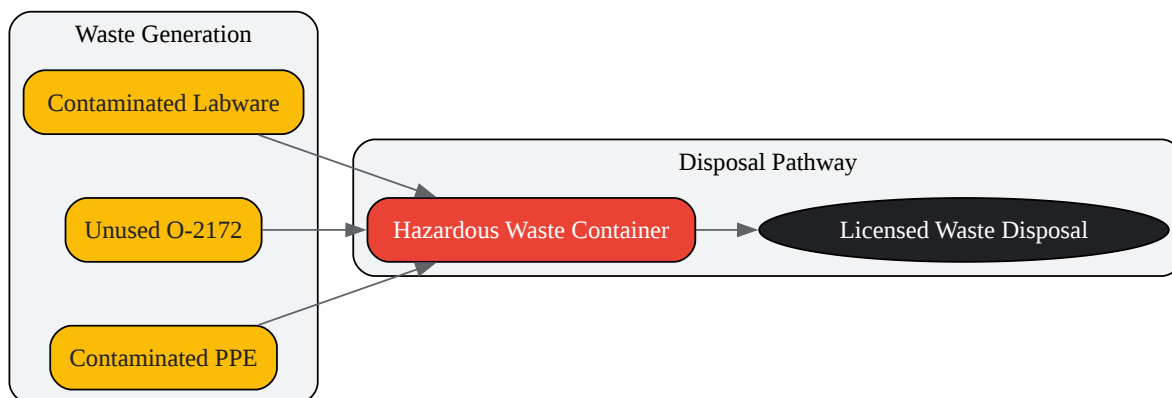 Waste Generation
Contaminated Labware
Disposal Pathway
Unused O-2172
Hazardous Waste Container
Licensed Waste Disposal
Contaminated PPE